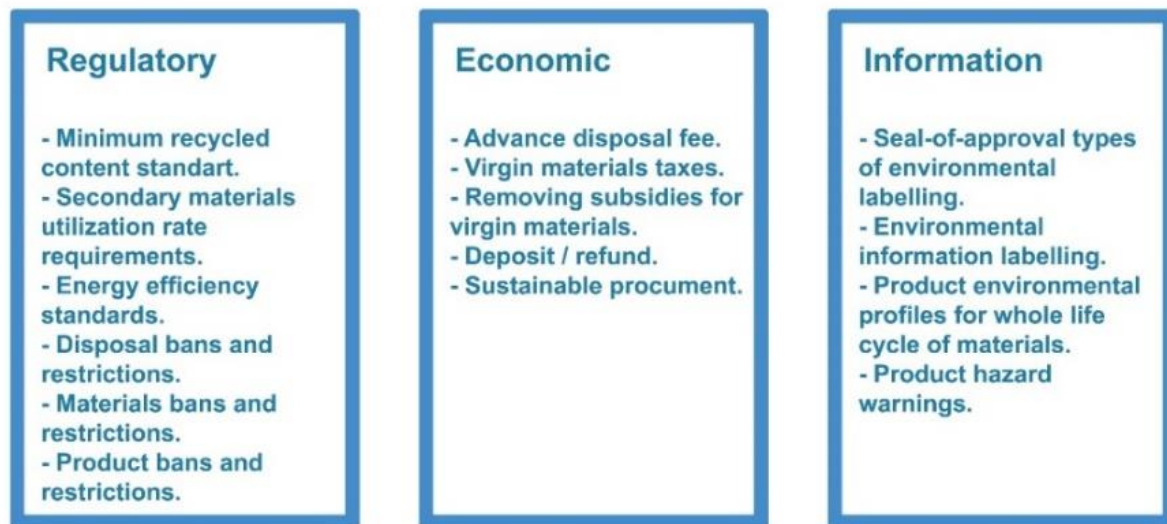 Regulatory
- Minimum recycled
content standart.
- Secondary materials
utilization rate
requirements.
- Energy efficiency
standards.
- Disposal bans and
restrictions.
- Materials bans and
restrictions.
- Product bans and
restrictions.
Economic
- Advance disposal fee.
- Virgin materials taxes.
- Removing subsidies for
virgin materials.
- Deposit / refund.
- Sustainable procument.
Information
- Seal-of-approval types
of environmental
labelling.
- Environmental
information labelling.
- Product environmental
profiles for whole life
cycle of materials.
- Product hazard
warnings.